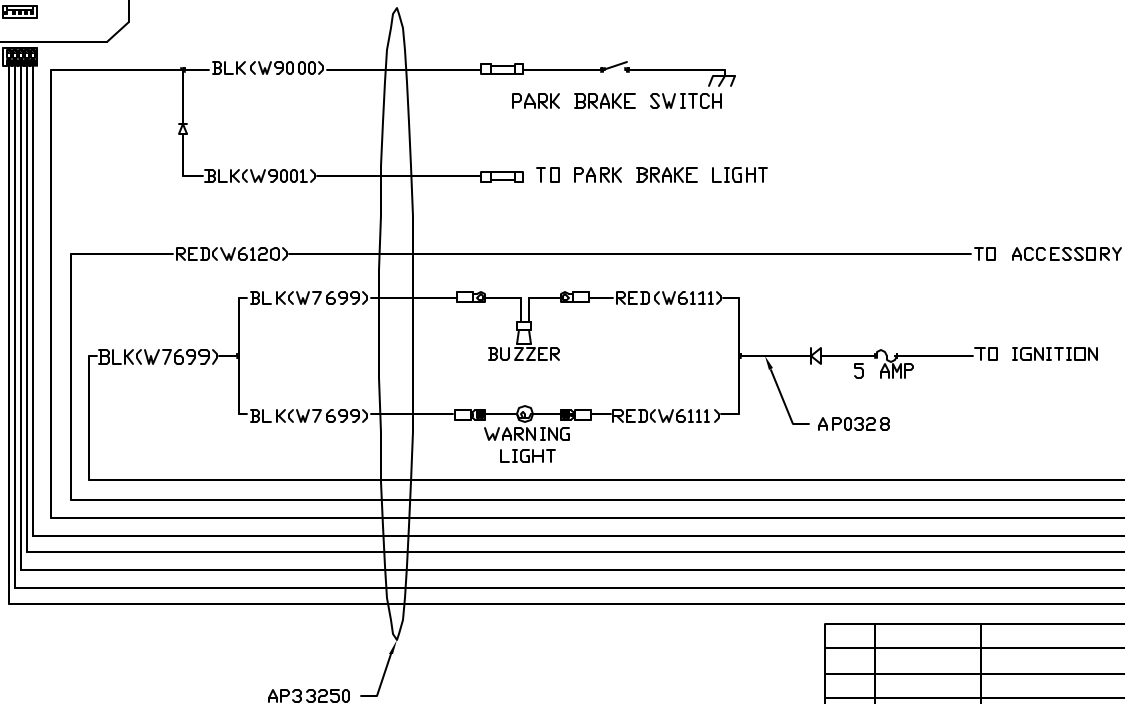 BLK(W9000)
PARK BRAKE SWITCH
BLK(W9001)
TO PARK BRAKE LIGHT
RED(W6120)
TO ACCESSORY
BLK(W7699)
RED(W6111)
BUZZER
BLK(W7699)
TO IGNITION
5 AMP
BLK(W7699)
RED(W6111)
AP0328
WARNING
LIGHT
AP33250